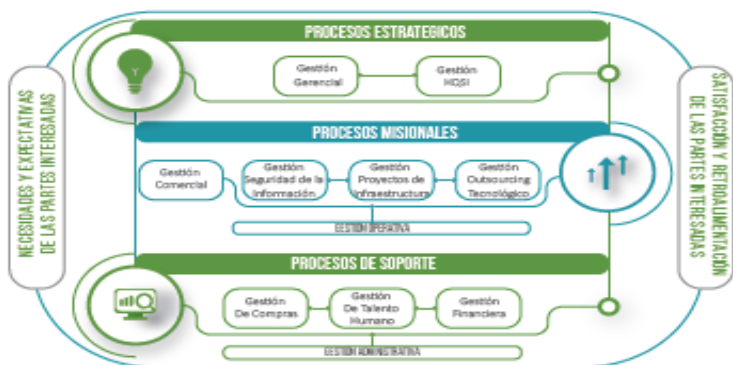 PROCESOS ESTRATEGICOS
Gestión
Gerencial
Gestión
HQSI
NECESIDADES Y EXPECTATIVAS
DE LAS PARTES INTERESADAS
PROCESOS MISIONALES
Gestión
Comercial
Gestión
Seguridad de la
Información
Gestión
Proyectos de
Infraestructura
Gestión
Outsourcing
Tecnológico
GESTIÓN OPERATIVA
SATISFACCIÓN Y RETROALIMENTACIÓN
DE LAS PARTES INTERESADAS
PROCESOS DE SOPORTE
Gestión
De Compras
Gestión
De Talento
Humano
Gestión
Financiera
GESTIÓN ADMINISTRATIVA